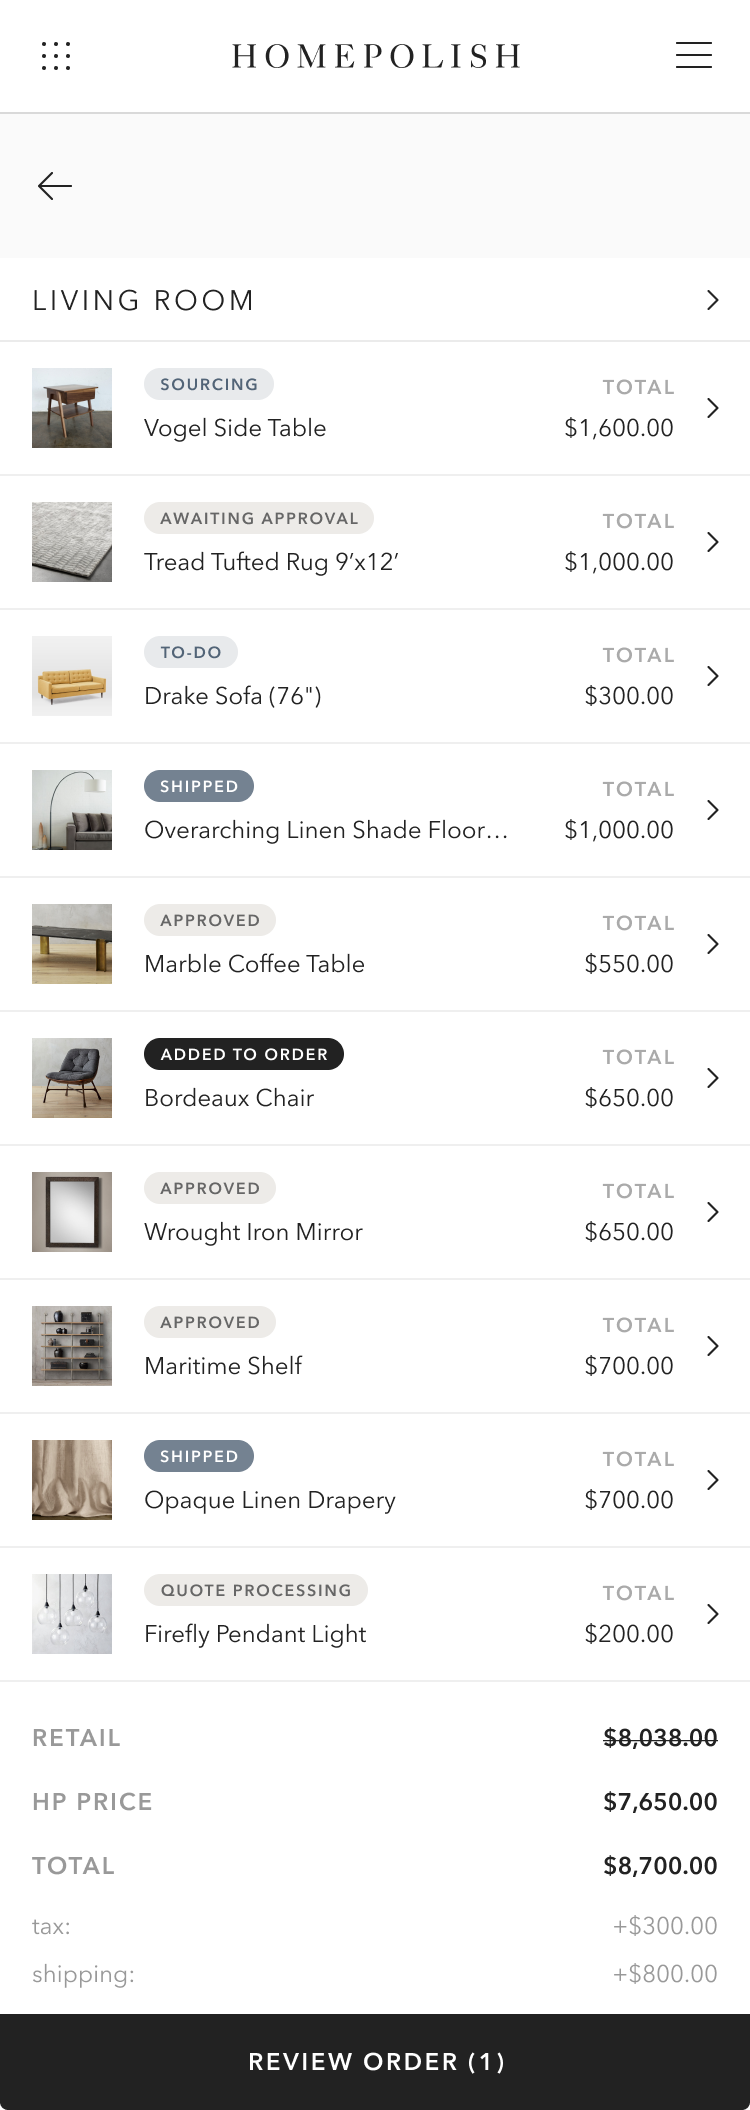 HOMEPOLISH
LIVING ROOM
SOURCING
Vogel Side Table
TOTAL
$1,600.00
AWAITING APPROVAL
Tread Tufted Rug 9’x12’
TOTAL
$1,000.00
TO-DO
Drake Sofa (76")
TOTAL
$300.00
SHIPPED
Overarching Linen Shade Floor...
TOTAL
$1,000.00
APPROVED
Marble Coffee Table
TOTAL
$550.00
ADDED TO ORDER
Bordeaux Chair
TOTAL
$650.00
APPROVED
Wrought Iron Mirror
TOTAL
$650.00
APPROVED
Maritime Shelf
TOTAL
$700.00
SHIPPED
Opaque Linen Drapery
TOTAL
$700.00
QUOTE PROCESSING
Firefly Pendant Light
TOTAL
$200.00
RETAIL $8,038.00
HP PRICE $7,650.00
TOTAL $8,700.00
tax: +$300.00
shipping: +$800.00
REVIEW ORDER (1)